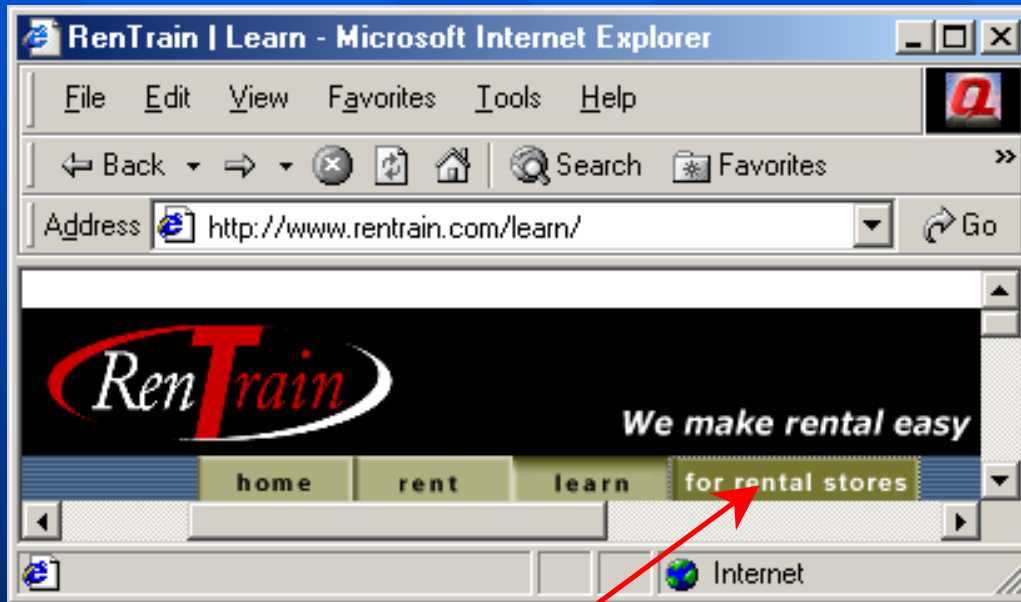 RenTrain | Learn - Microsoft Internet Explorer
File Edit View Favorites Tools Help
Back Search Favorites »
Address http://www.rentrain.com/learn/ Go
RenTrain
We make rental easy
home rent learn for rental stores
Internet